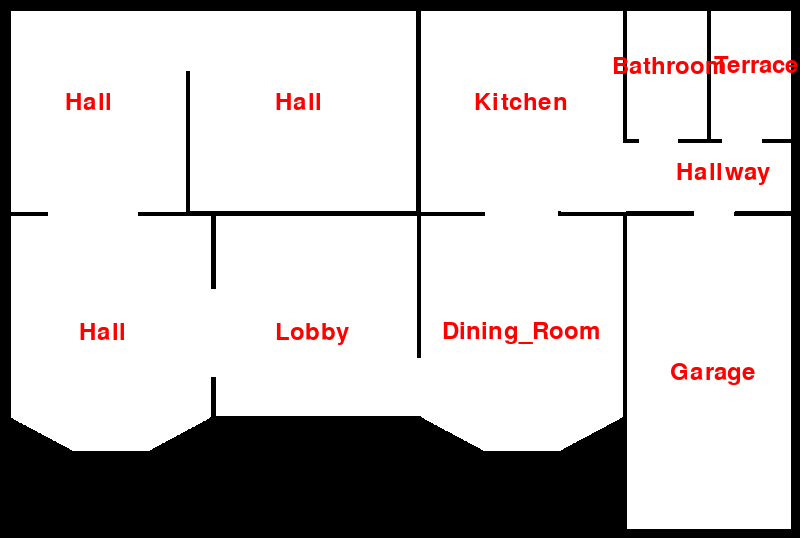 Bathroom
Terrace
Hall
Hall
Kitchen
Hallway
Hall
Lobby
Dining_Room
Garage